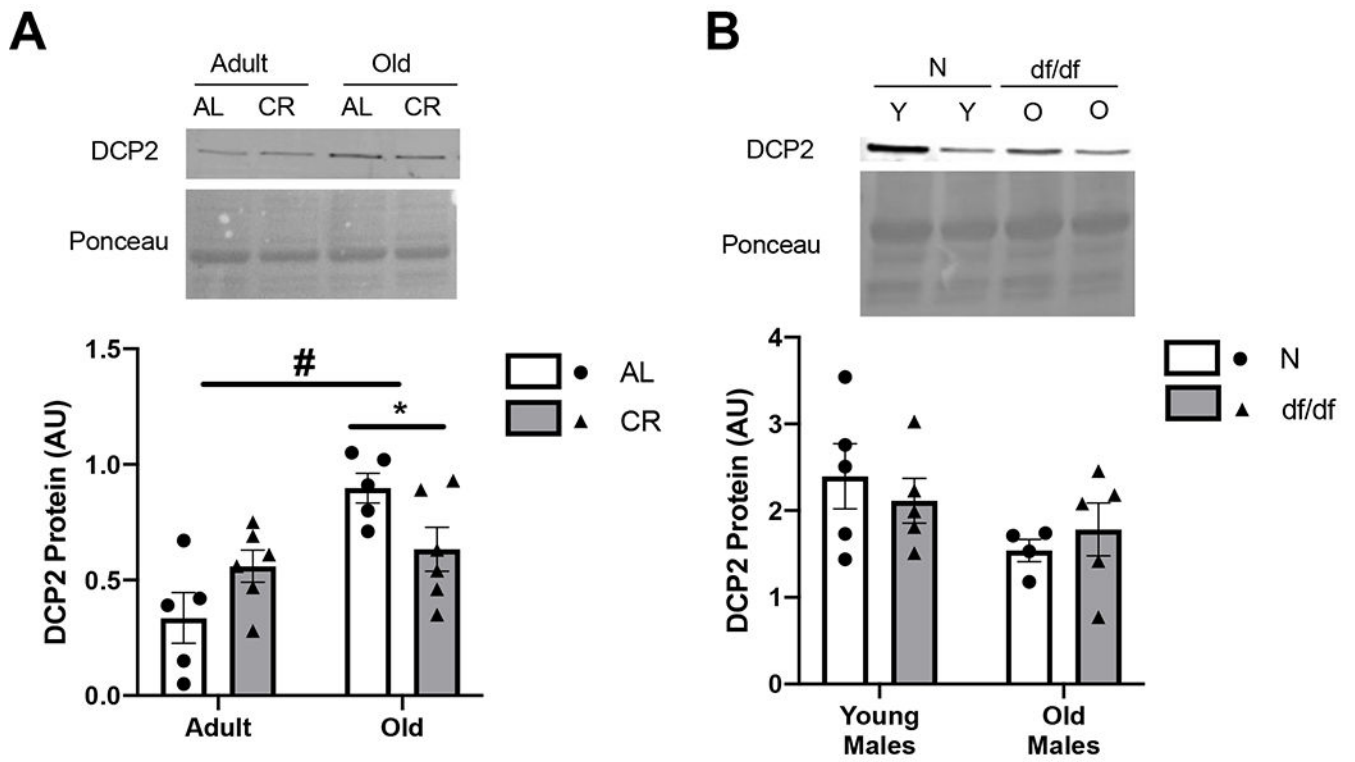 A
Adult Old
AL CR AL CR
DCP2
Ponceau
1.5
1.0
0.5
0.0
DCP2 Protein (AU)
#
*
Adult Old
AL
CR
B
N df/df
Y Y O O
DCP2
Ponceau
4
3
2
1
0
DCP2 Protein (AU)
Young Old
Males Males
N
df/df